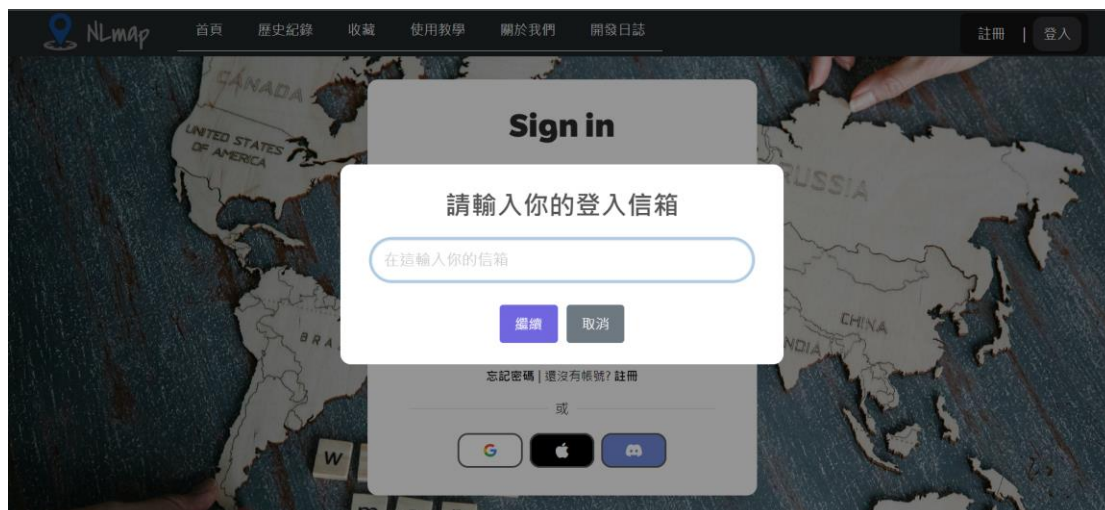 NLmap
首頁 歷史紀錄 收藏 使用教學 關於我們 開發日誌
註冊 | 登入
CANADA
UNITED STATES
OF AMERICA
RUSSIA
Sign in
請輸入你的登入信箱
在這輸入你的信箱
繼續 取消
CHINA
NDIA
BRA
忘記密碼 | 還沒有帳號? 註冊
或
G
W
m